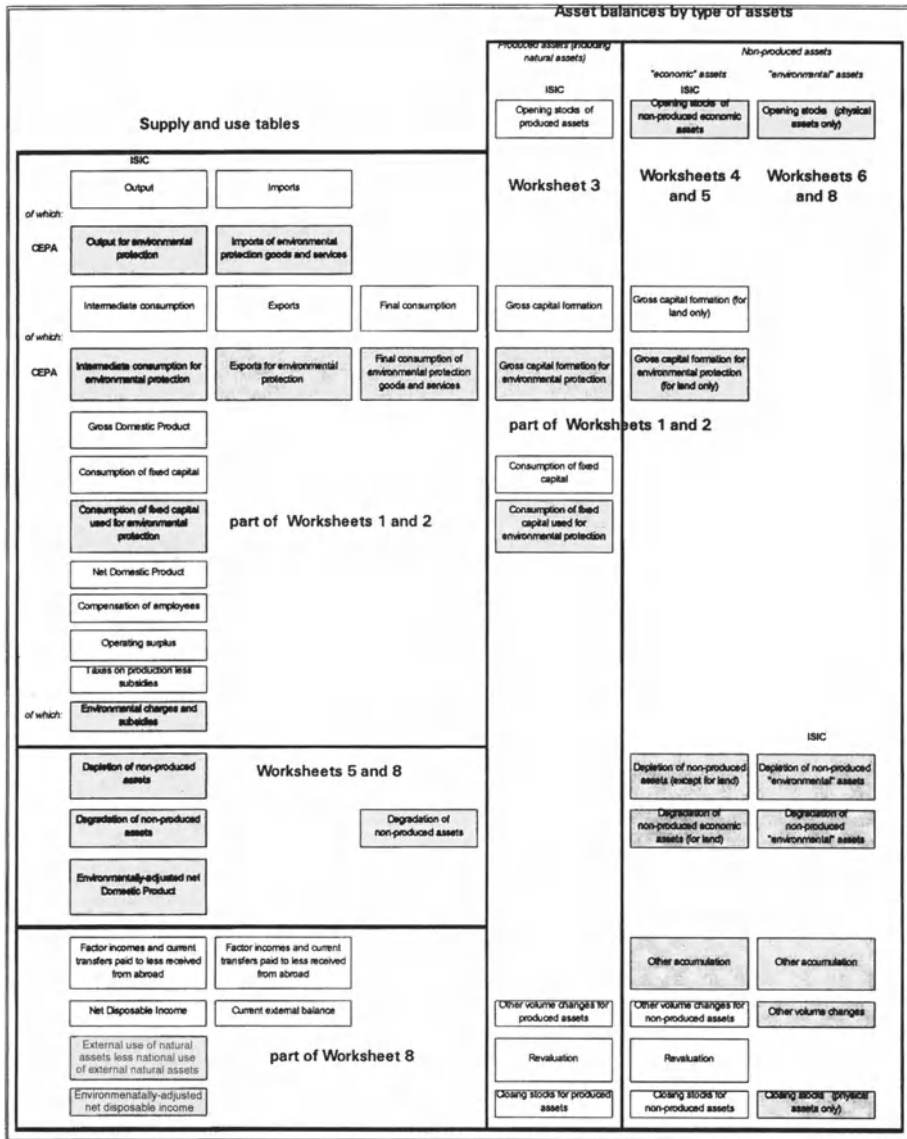 Asset balances by type of assets
Produced assets (including
natural assets)
Non-produced assets
"economic" assets
"environmental" assets
ISIC
ISIC
Supply and use tables
Opening stocks of
produced assets
Opening stocks of
non-produced economic
assets
Opening stocks (physical
assets only)
ISIC
Output
Imports
Worksheet 3
Worksheets 4
and 5
Worksheets 6
and 8
of which:
CEPA
Output for environmental
protection
Imports of environmental
protection goods and services
Intermediate consumption
Exports
Final consumption
Gross capital formation
Gross capital formation (for
land only)
of which:
CEPA
Intermediate consumption for
environmental protection
Exports for environmental
protection
Final consumption of
environmental protection
goods and services
Gross capital formation for
environmental protection
Gross capital formation for
environmental protection
(for land only)
Gross Domestic Product
part of Worksheets 1 and 2
Consumption of fixed capital
Consumption of fixed
capital
Consumption of fixed capital
used for environmental
protection
part of Worksheets 1 and 2
Consumption of fixed
capital used for
environmental protection
Net Domestic Product
Compensation of employees
Operating surplus
Taxes on production less
subsidies
of which:
Environmental charges and
subsidies
ISIC
Depletion of non-produced
assets
Worksheets 5 and 8
Depletion of non-produced
assets (except for land)
Depletion of non-produced
"environmental" assets
Degradation of non-produced
assets
Degradation of
non-produced assets
Degradation of
non-produced economic
assets (for land)
Degradation of
non-produced
"environmental" assets
Environmentally-adjusted net
Domestic Product
Factor incomes and current
transfers paid to less received
from abroad
Factor incomes and current
transfers paid to less received
from abroad
Other accumulation
Other accumulation
Net Disposable Income
Current external balance
Other volume changes for
produced assets
Other volume changes for
non-produced assets
Other volume changes
External use of natural
assets less national use
of external natural assets
part of Worksheet 8
Revaluation
Revaluation
Environmenatally-adjusted
net disposable income
Closing stocks for produced
assets
Closing stocks for
non-produced assets
Closing stocks (physical
assets only)